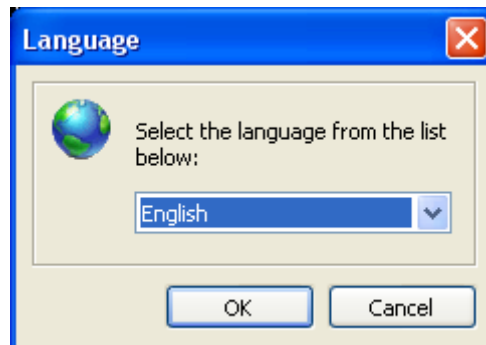 Language
Select the language from the list
below:
English
OK
Cancel